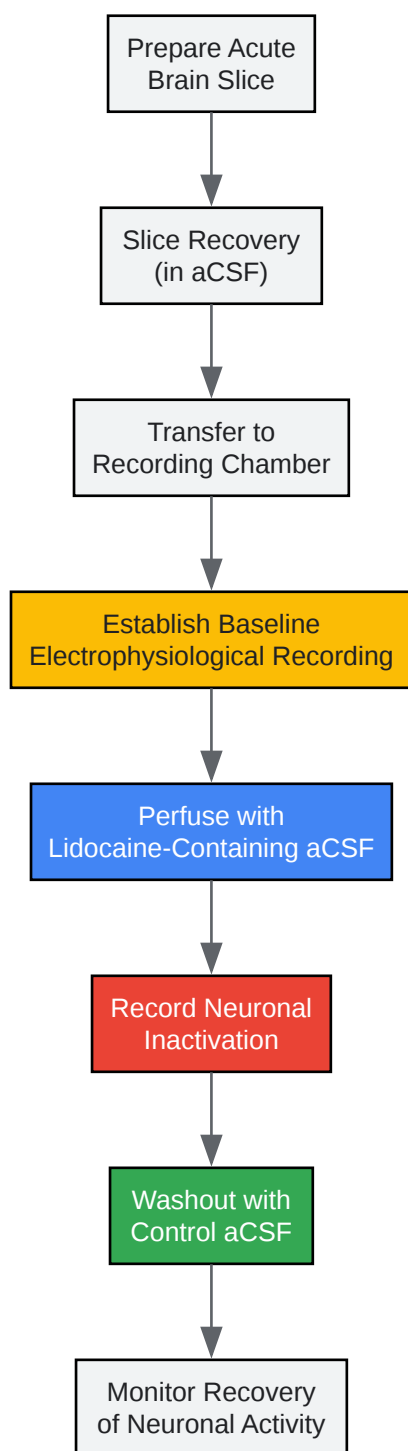 Prepare Acute
Brain Slice
Slice Recovery
(in aCSF)
Transfer to
Recording Chamber
Establish Baseline
Electrophysiological Recording
Perfuse with
Lidocaine-Containing aCSF
Record Neuronal
Inactivation
Washout with
Control aCSF
Monitor Recovery
of Neuronal Activity